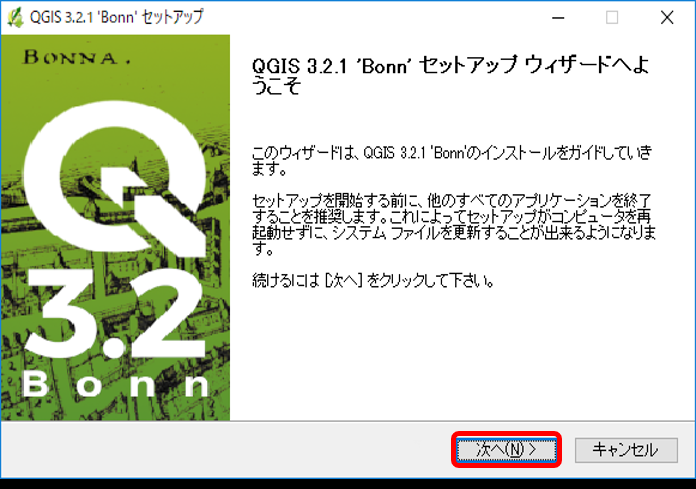 QGIS 3.2.1 'Bonn' セットアップ
BONNA.
3.2
Bonn
QGIS 3.2.1 'Bonn' セットアップ ウィザードへよ
うこそ
このウィザードは、QGIS 3.2.1 'Bonn'のインストールをガイドしていき
ます。
セットアップを開始する前に、他のすべてのアプリケーションを終了
することを推奨します。これによってセットアップがコンピュータを再
起動せずに、システム ファイルを更新することが出来るようになりま
す。
続けるには [次へ] をクリックして下さい。
次へ(N) >
キャンセル